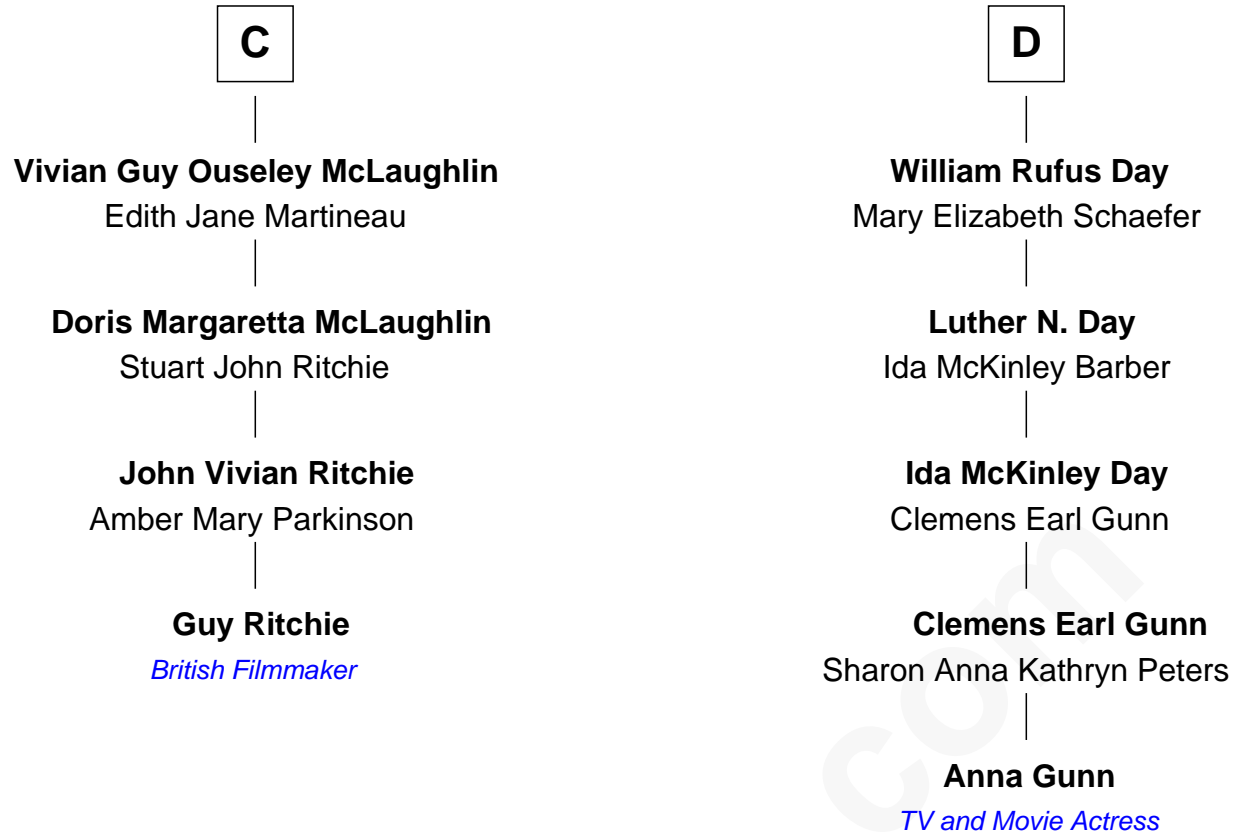 C
Vivian Guy Ouseley McLaughlin
Edith Jane Martineau
Doris Margaretta McLaughlin
Stuart John Ritchie
John Vivian Ritchie
Amber Mary Parkinson
Guy Ritchie
British Filmmaker
D
William Rufus Day
Mary Elizabeth Schaefer
Luther N. Day
Ida McKinley Barber
Ida McKinley Day
Clemens Earl Gunn
Clemens Earl Gunn
Sharon Anna Kathryn Peters
Anna Gunn
TV and Movie Actress
com